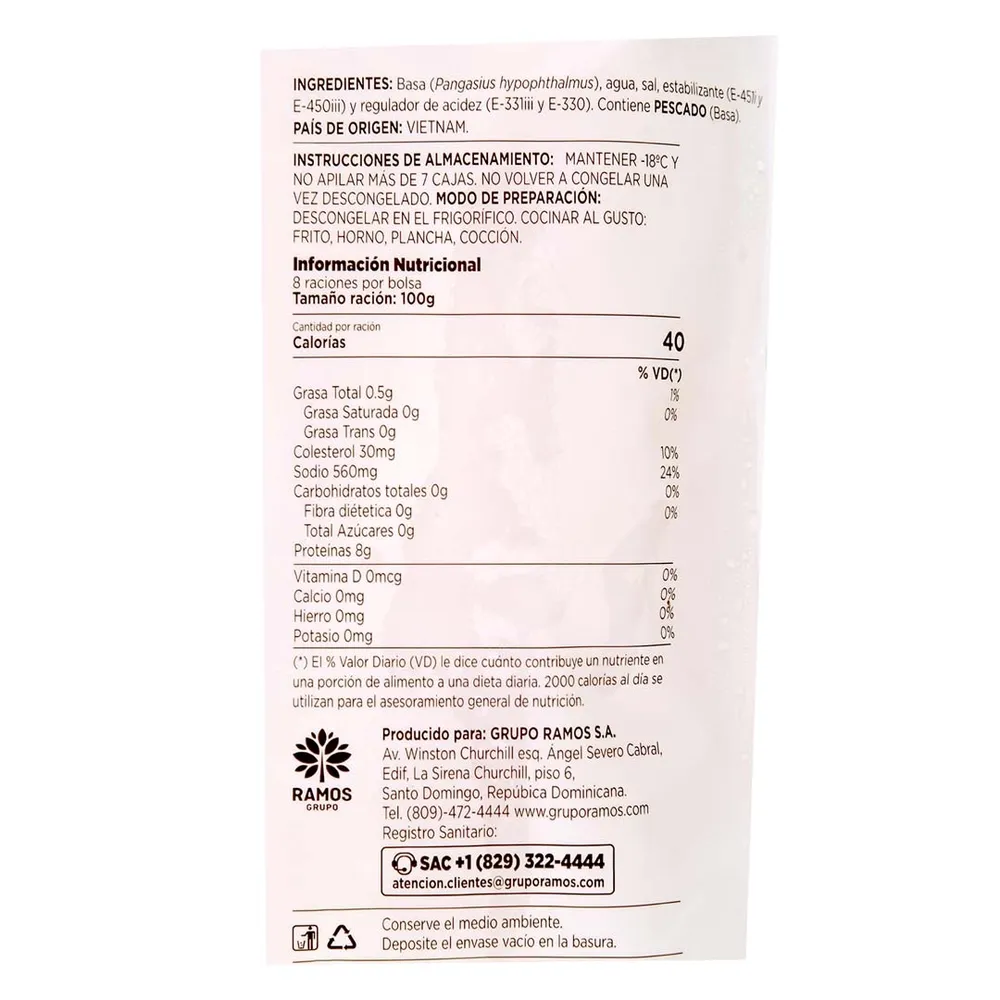 INGREDIENTES: Basa (Pangasius hypophthalmus), agua, sal, estabilizante (E-451i y
E-450iii) y regulador de acidez (E-331iii y E-330). Contiene PESCADO (Basa).
PAÍS DE ORIGEN: VIETNAM.
INSTRUCCIONES DE ALMACENAMIENTO: MANTENER -18ºC Y
NO APILAR MÁS DE 7 CAJAS. NO VOLVER A CONGELAR UNA
VEZ DESCONGELADO. MODO DE PREPARACIÓN:
DESCONGELAR EN EL FRIGORÍFICO. COCINAR AL GUSTO:
FRITO, HORNO, PLANCHA, COCCIÓN.
Información Nutricional
8 raciones por bolsa
Tamaño ración: 100g
Cantidad por ración
Calorías 40
% VD(*)
Grasa Total 0.5g 1%
Grasa Saturada 0g 0%
Grasa Trans 0g
Colesterol 30mg 10%
Sodio 560mg 24%
Carbohidratos totales 0g 0%
Fibra diétetica 0g 0%
Total Azúcares 0g
Proteínas 8g
Vitamina D 0mcg 0%
Calcio 0mg 0%
Hierro 0mg 0%
Potasio 0mg 0%
(*) El % Valor Diario (VD) le dice cuánto contribuye un nutriente en
una porción de alimento a una dieta diaria. 2000 calorías al día se
utilizan para el asesoramiento general de nutrición.
RAMOS
GRUPO
Producido para: GRUPO RAMOS S.A.
Av. Winston Churchill esq. Ángel Severo Cabral,
Edif, La Sirena Churchill, piso 6,
Santo Domingo, Repúbica Dominicana.
Tel. (809)-472-4444 www.gruporamos.com
Registro Sanitario:
SAC +1 (829) 322-4444
atencion.clientes@gruporamos.com
Conserve el medio ambiente.
Deposite el envase vacío en la basura.